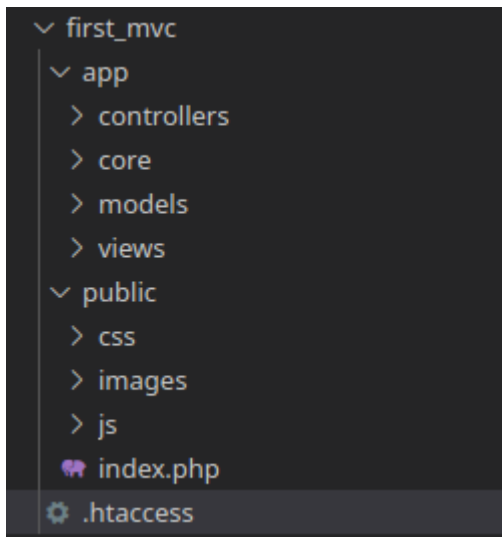 first_mvc
app
controllers
core
models
views
public
css
images
js
index.php
.htaccess